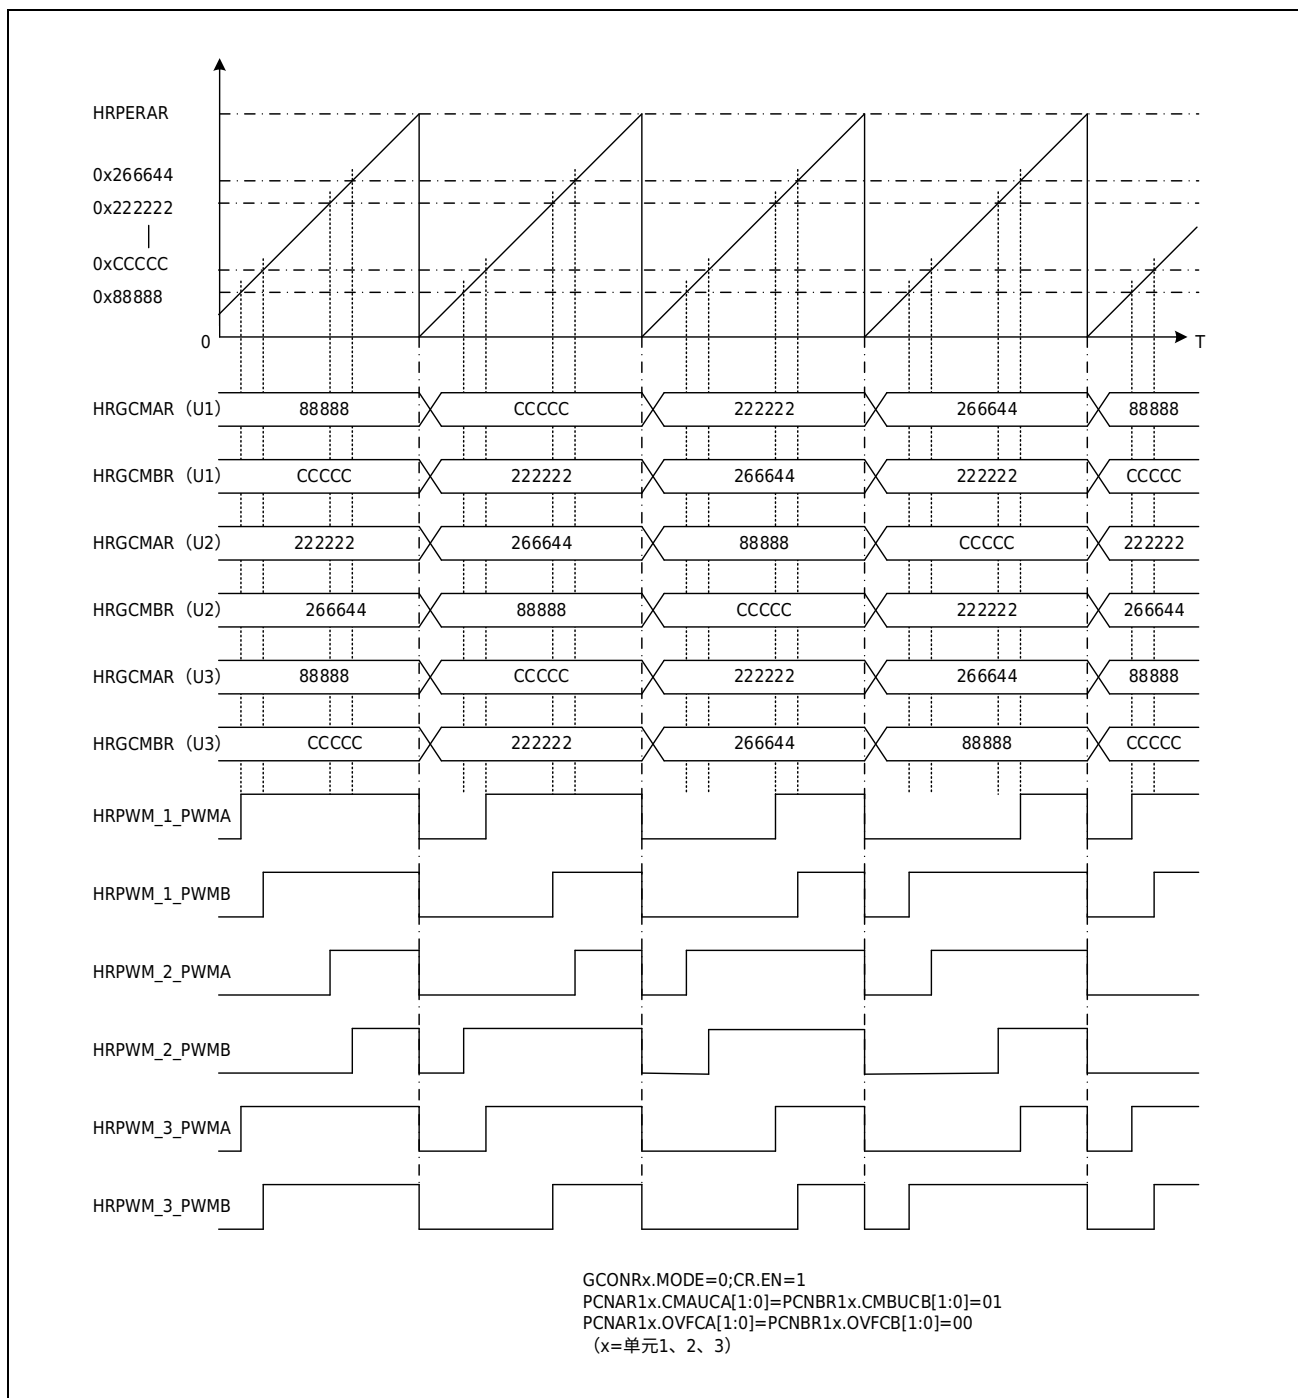 HRPERAR
0x266644
0x222222
0xCCCCC
0x88888
0
T
HRGCMAR（U1） 88888 CCCCC 222222 266644 88888
HRGCMBR（U1） CCCCC 222222 266644 222222 CCCCC
HRGCMAR（U2） 222222 266644 88888 CCCCC 222222
HRGCMBR（U2） 266644 88888 CCCCC 222222 266644
HRGCMAR（U3） 88888 CCCCC 222222 266644 88888
HRGCMBR（U3） CCCCC 222222 266644 88888 CCCCC
HRPWM_1_PWMA
HRPWM_1_PWMB
HRPWM_2_PWMA
HRPWM_2_PWMB
HRPWM_3_PWMA
HRPWM_3_PWMB
GCONRx.MODE=0;CR.EN=1
PCNAR1x.CMAUCA[1:0]=PCNBR1x.CMBUCB[1:0]=01
PCNAR1x.OVFCA[1:0]=PCNBR1x.OVFCB[1:0]=00
（x=单元1、2、3）